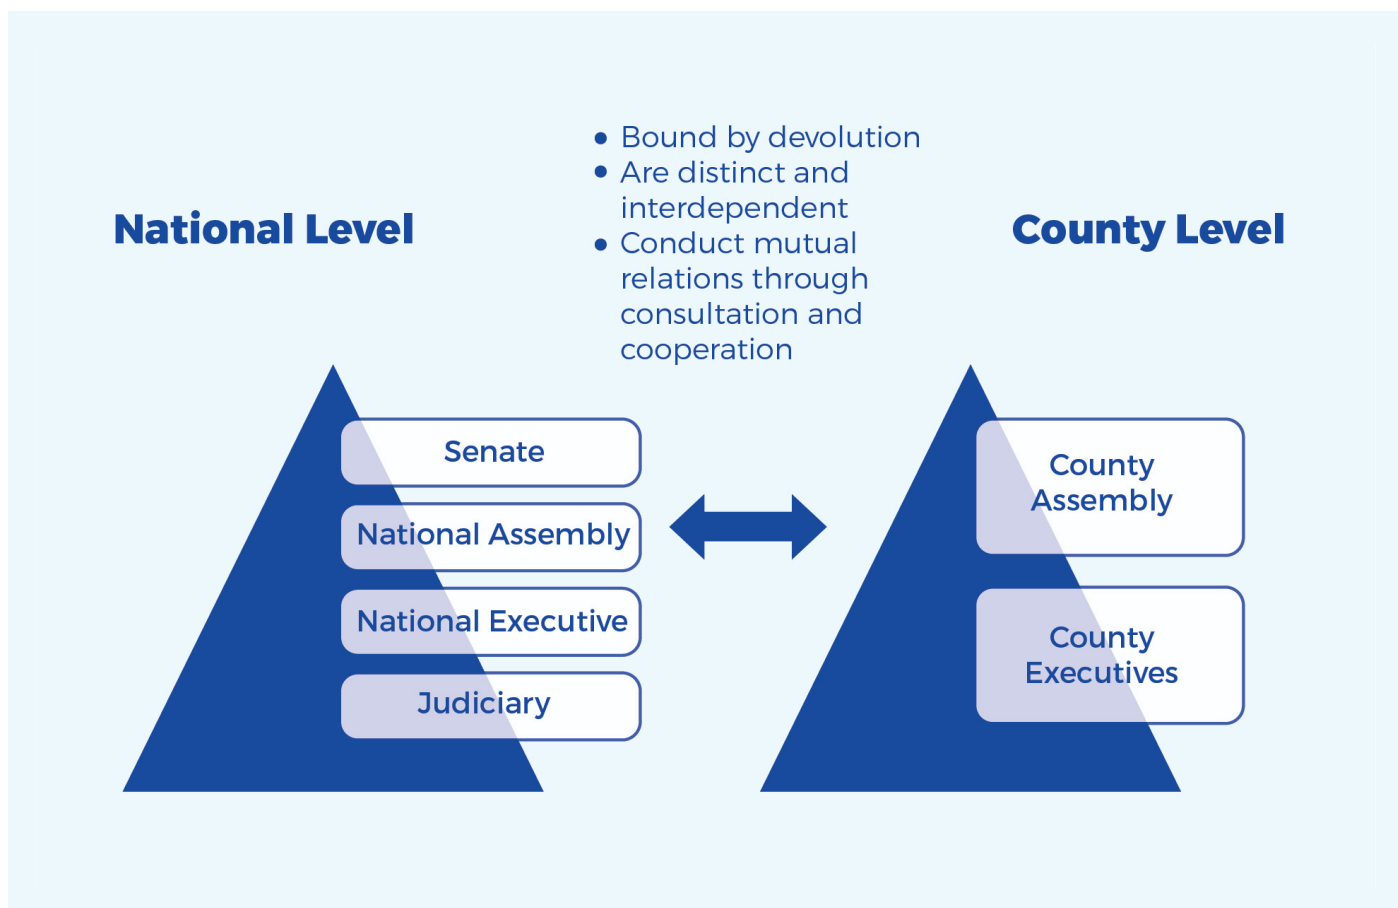 National Level
• Bound by devolution
• Are distinct and
interdependent
• Conduct mutual
relations through
consultation and
cooperation
County Level
Senate
National Assembly
National Executive
Judiciary
County
Assembly
County
Executives